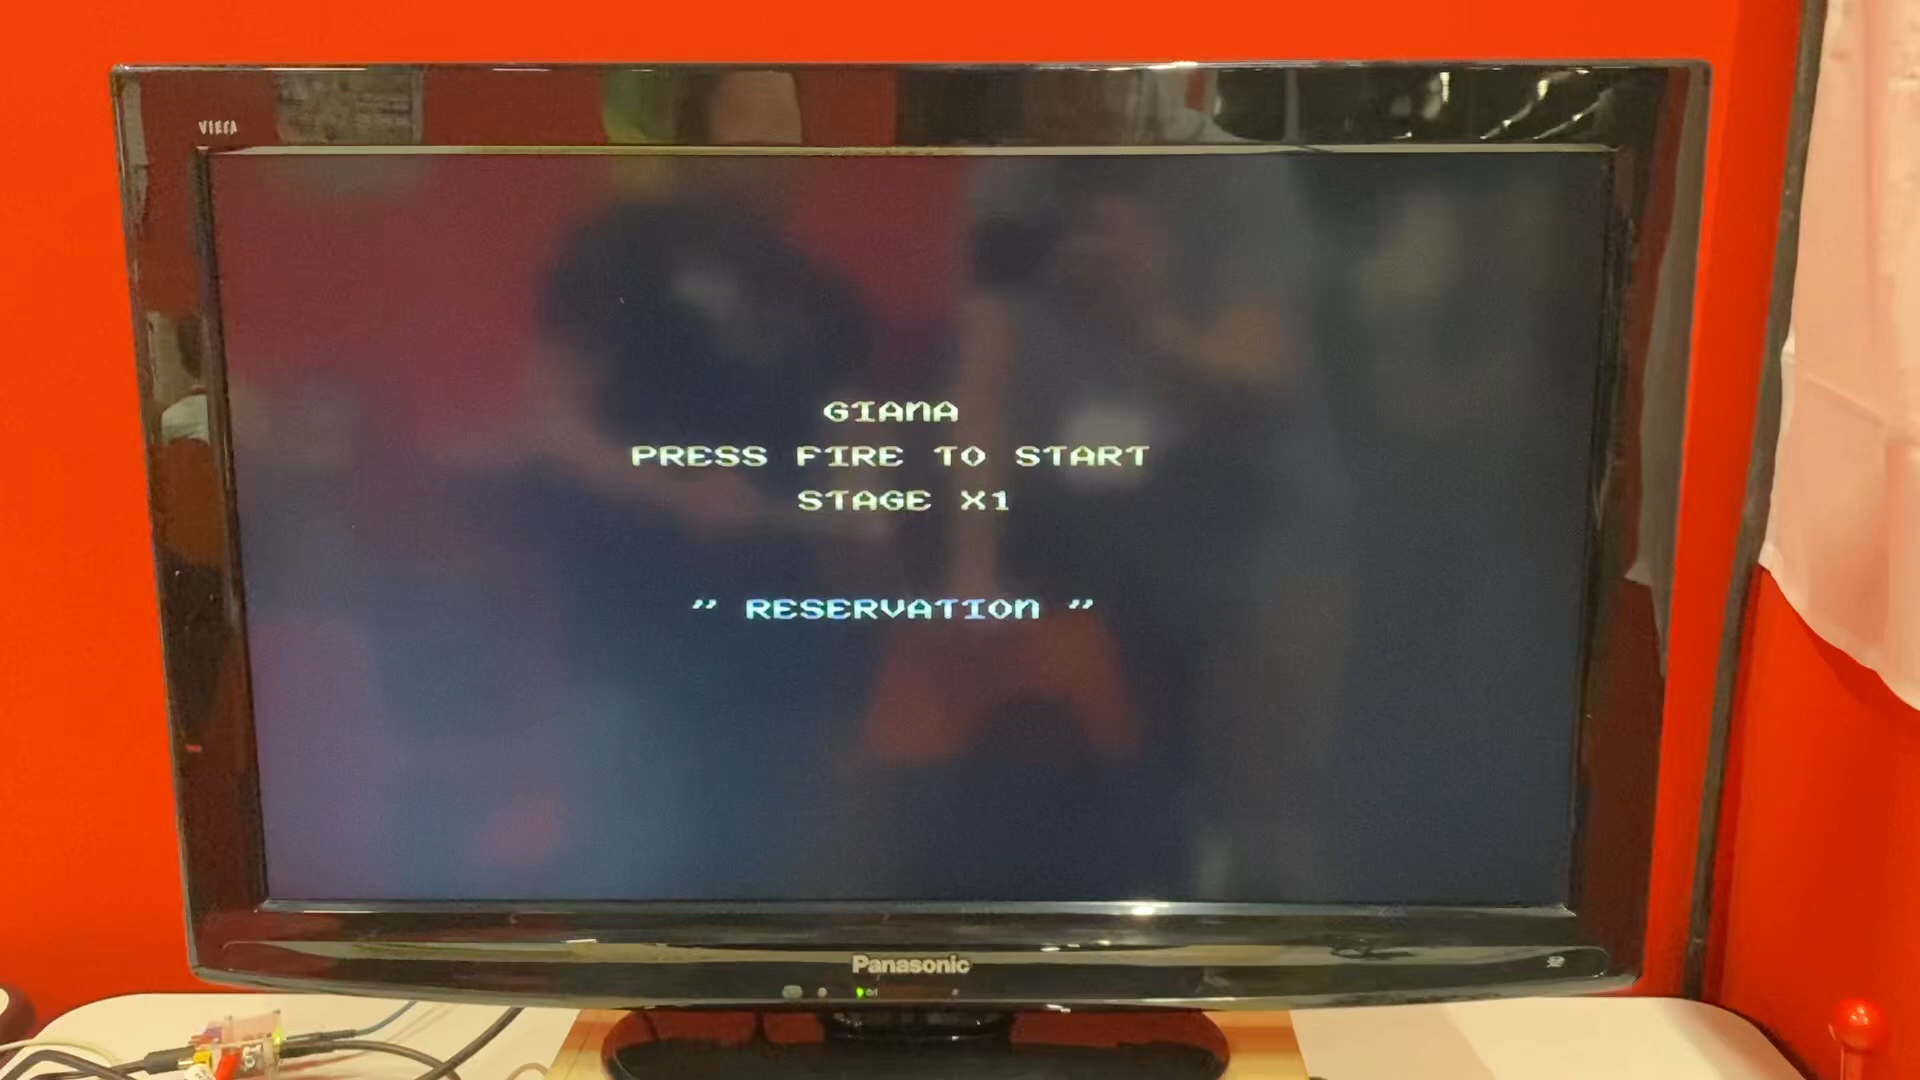 VIERA
GIANA
PRESS FIRE TO START
STAGE X1
" RESERVATION "
Panasonic